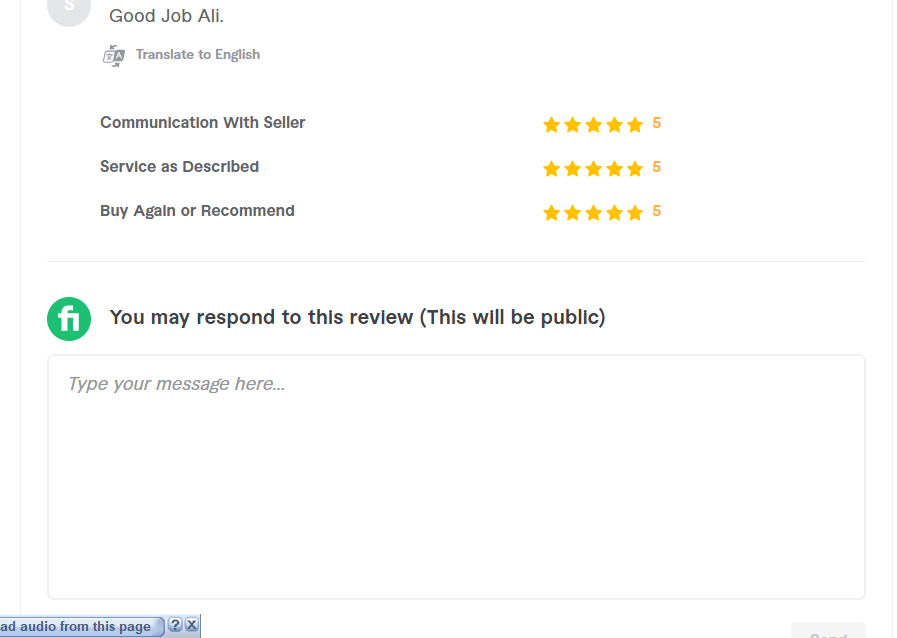 S
Good Job Ali.
Translate to English
Communication With Seller 5
Service as Described 5
Buy Again or Recommend 5
fi You may respond to this review (This will be public)
Type your message here...
ad audio from this page ? X
Send